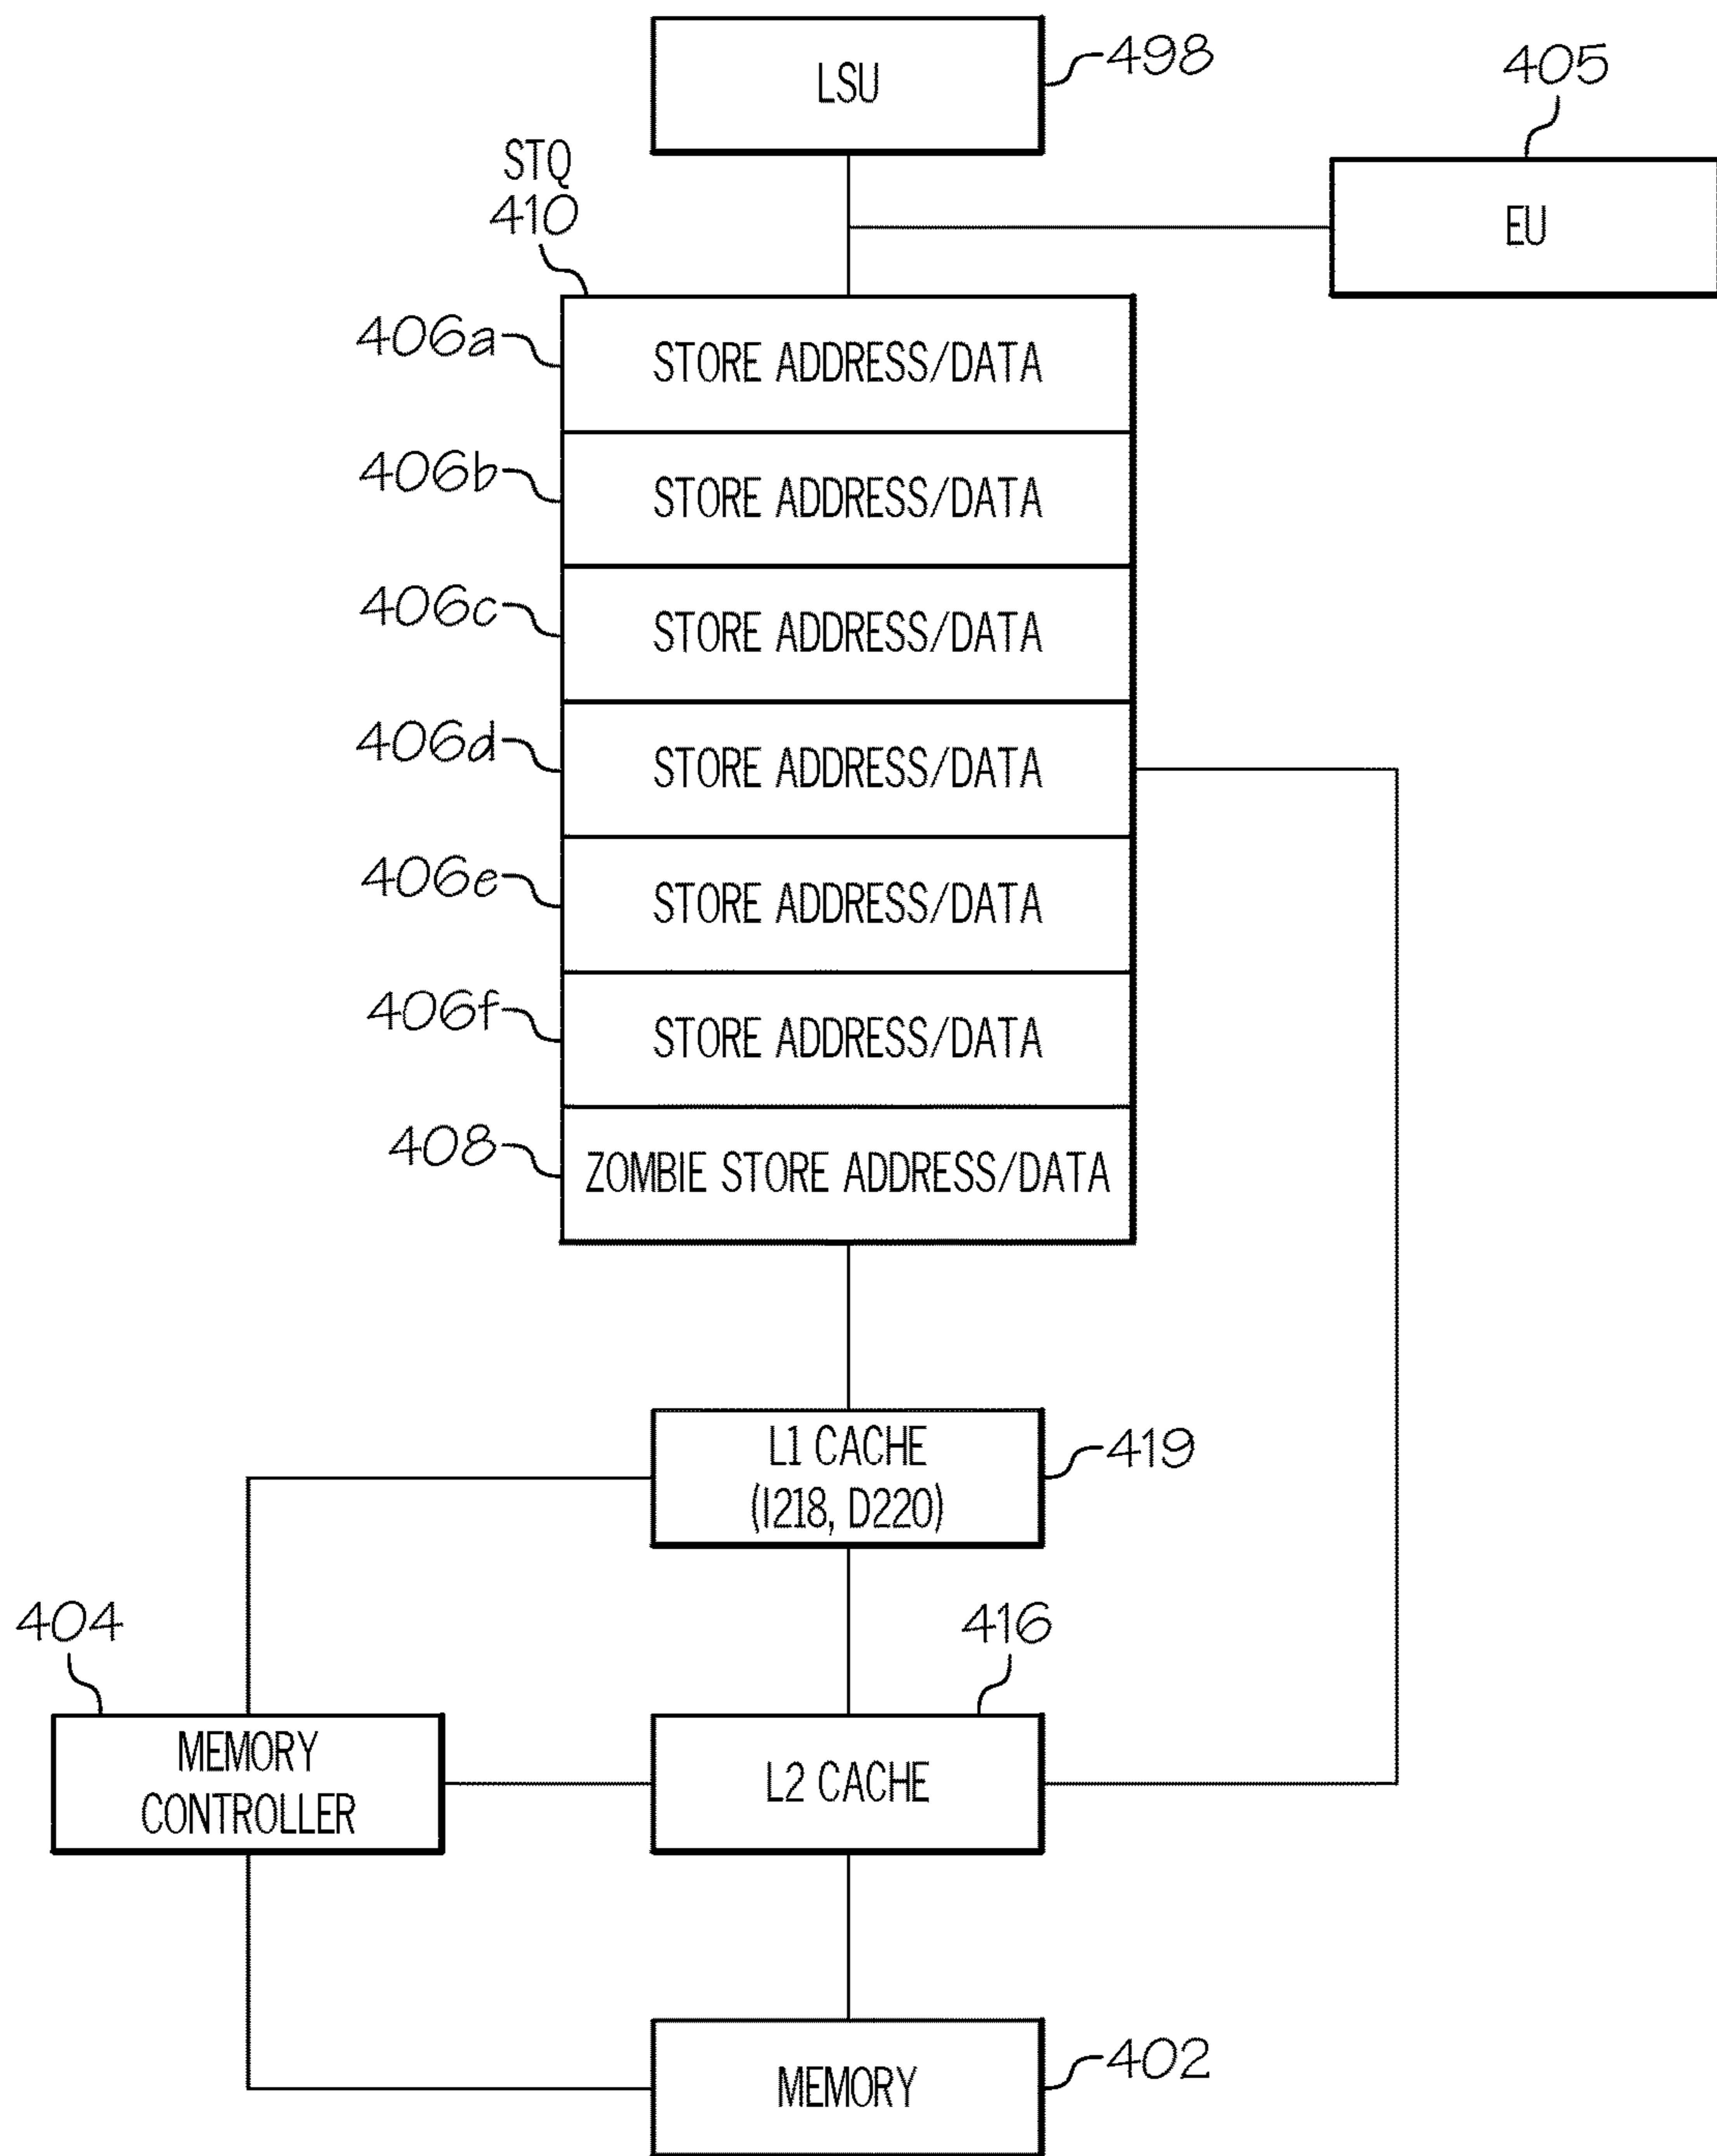 LSU
498
405
EU
STQ
410
406a
STORE ADDRESS/DATA
406b
STORE ADDRESS/DATA
406c
STORE ADDRESS/DATA
406d
STORE ADDRESS/DATA
406e
STORE ADDRESS/DATA
406f
STORE ADDRESS/DATA
408
ZOMBIE STORE ADDRESS/DATA
L1 CACHE
(I218, D220)
419
404
416
MEMORY
CONTROLLER
L2 CACHE
MEMORY
402